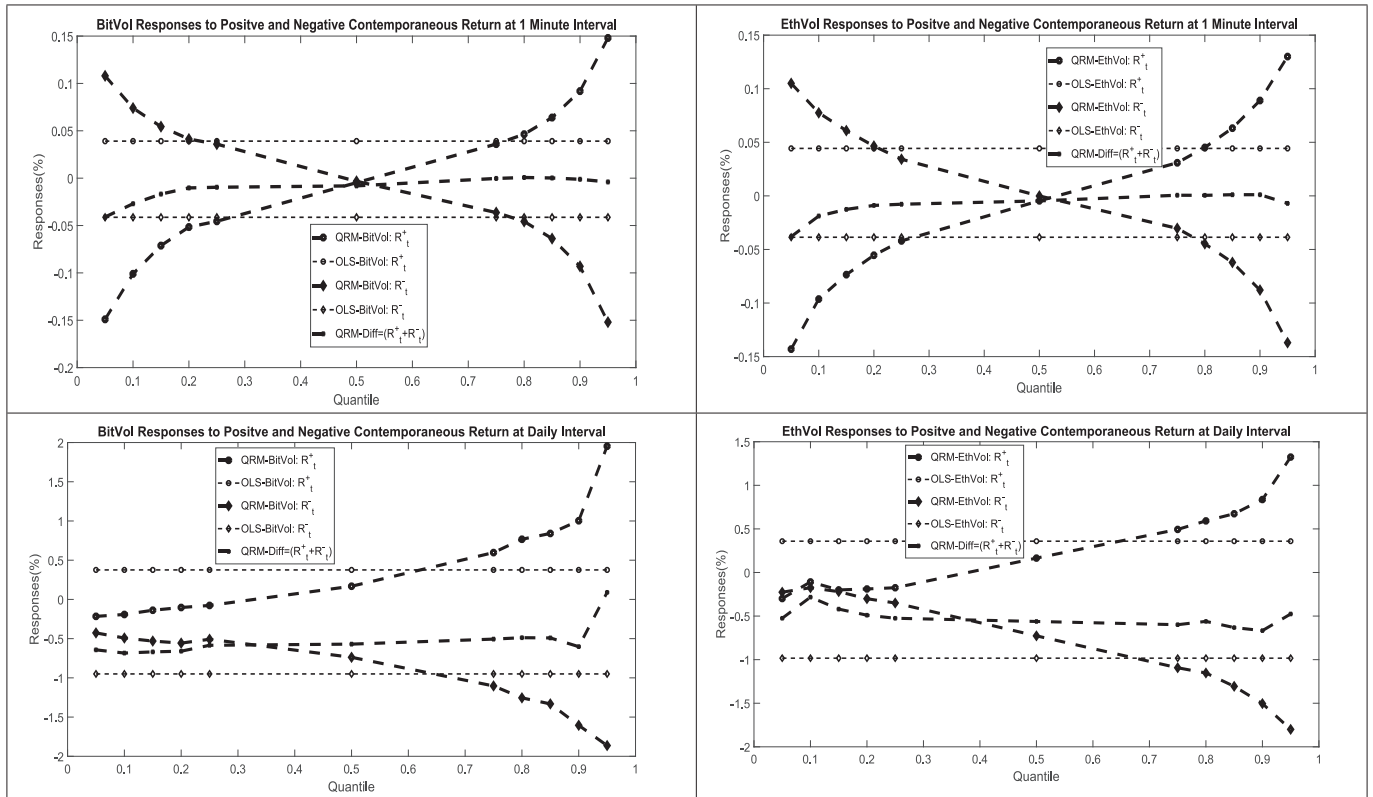 BitVol Responses to Positve and Negative Contemporaneous Return at 1 Minute Interval
0.15
0.1
0.05
0
-0.05
-0.1
-0.15
-0.2
Responses(%)
QRM-BitVol: R+t
OLS-BitVol: R+t
QRM-BitVol: R-t
OLS-BitVol: R-t
QRM-Diff=(R+t+R-t)
0 0.1 0.2 0.3 0.4 0.5 0.6 0.7 0.8 0.9 1
Quantile
EthVol Responses to Positve and Negative Contemporaneous Return at 1 Minute Interval
0.15
0.1
0.05
0
-0.05
-0.1
-0.15
Responses(%)
QRM-EthVol: R+t
OLS-EthVol: R+t
QRM-EthVol: R-t
OLS-EthVol: R-t
QRM-Diff=(R+t+R-t)
0 0.1 0.2 0.3 0.4 0.5 0.6 0.7 0.8 0.9 1
Quantile
BitVol Responses to Positve and Negative Contemporaneous Return at Daily Interval
2
1.5
1
0.5
0
-0.5
-1
-1.5
-2
Responses(%)
QRM-BitVol: R+t
OLS-BitVol: R+t
QRM-BitVol: R-t
OLS-BitVol: R-t
QRM-Diff=(R+t+R-t)
0 0.1 0.2 0.3 0.4 0.5 0.6 0.7 0.8 0.9 1
Quantile
EthVol Responses to Positve and Negative Contemporaneous Return at Daily Interval
1.5
1
0.5
0
-0.5
-1
-1.5
-2
Responses(%)
QRM-EthVol: R+t
OLS-EthVol: R+t
QRM-EthVol: R-t
OLS-EthVol: R-t
QRM-Diff=(R+t+R-t)
0 0.1 0.2 0.3 0.4 0.5 0.6 0.7 0.8 0.9 1
Quantile